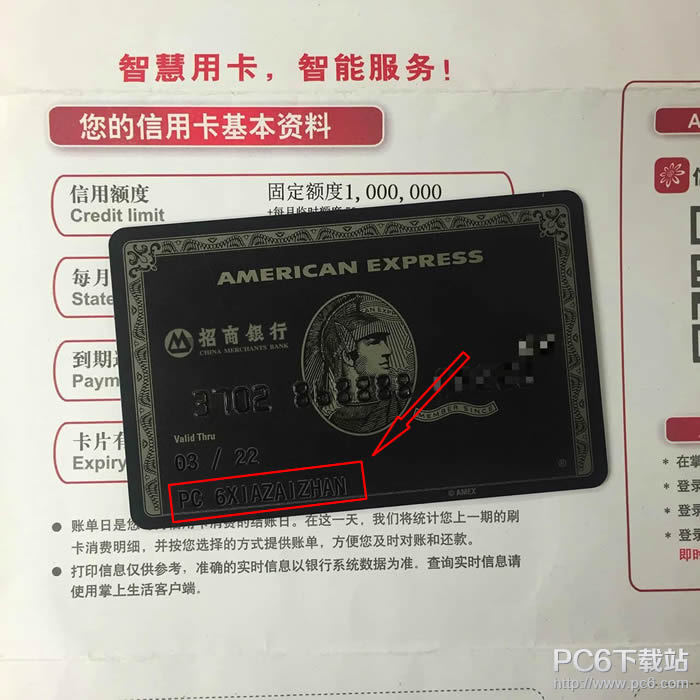 智慧用卡，智能服务！
您的信用卡基本资料
信用额度
Credit limit
固定额度1,000,000
每月
State
到期
Paym
卡片有
Expiry
AMERICAN EXPRESS
招商银行
CHINA MERCHANTS BANK
3702 888888
MEMBER SINCE
Valid Thru
03 / 22
PC 6XIAZAIZHAN
© AMEX
®
● 账单日是您 消费的结账日。在这一天，我们将统计您上一期的刷
卡消费明细，并按您选择的方式提供账单，方便您及时对账和还款。
● 打印信息仅供参考，准确的实时信息以银行系统数据为准。查询实时信息请
使用掌上生活客户端。
A
* 在掌
* 登录
* 登录
* 登录
即时
PC6下载站
http://www.pc6.com